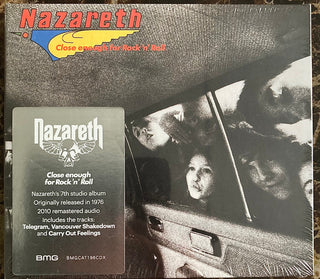 Nazareth
Close enough for Rock 'n' Roll
Nazareth
Close enough
for Rock 'n' Roll
Nazareth's 7th studio album
Originally released in 1976
2010 remastered audio
Includes the tracks:
Telegram, Vancouver Shakedown
and Carry Out Feelings
BMG
BMGCAT196CDX